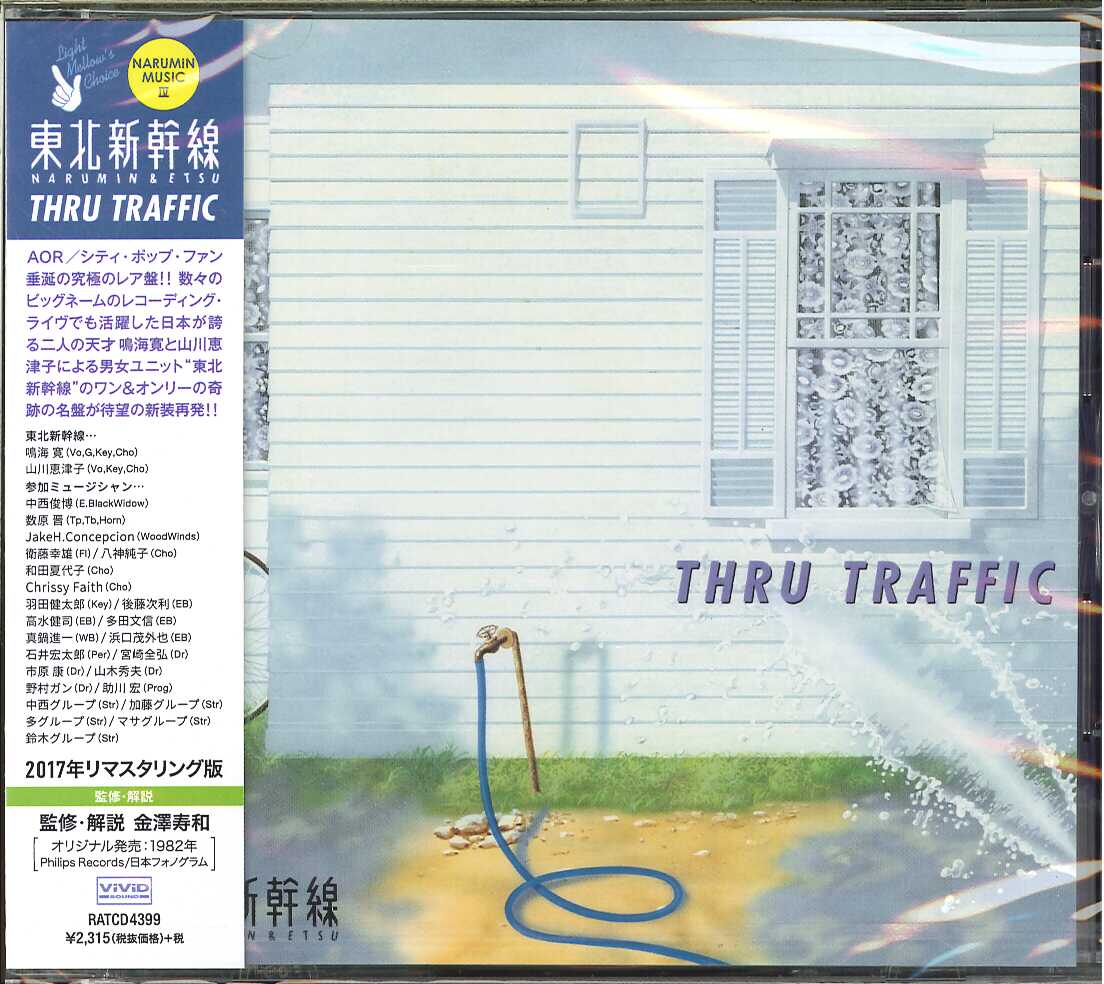 Light
Mellow's
Choice
NARUMIN
MUSIC
IV
東北新幹線
NARUMIN & ETSU
THRU TRAFFIC
AOR／シティ・ポップ・ファン
垂涎の究極のレア盤!! 数々の
ビッグネームのレコーディング・
ライヴでも活躍した日本が誇
る二人の天才 鳴海寛と山川恵
津子による男女ユニット“東北
新幹線”のワン&オンリーの奇
跡の名盤が待望の新装再発!!
東北新幹線…
鳴海 寛(Vo,G,Key,Cho)
山川恵津子(Vo,Key,Cho)
参加ミュージシャン…
中西俊博(E.BlackWidow)
数原 晋(Tp,Tb,Horn)
JakeH.Concepcion(WoodWinds)
衛藤幸雄(Fl)/八神純子(Cho)
和田夏代子(Cho)
Chrissy Faith(Cho)
羽田健太郎(Key)/後藤次利(EB)
高水健司(EB)/多田文信(EB)
真鍋進一(WB)/浜口茂外也(EB)
石井宏太郎(Per)/宮崎全弘(Dr)
市原 康(Dr)/山木秀夫(Dr)
野村ガン(Dr)/助川 宏(Prog)
中西グループ(Str)/加藤グループ(Str)
多グループ(Str)/マサグループ(Str)
鈴木グループ(Str)
2017年リマスタリング版
監修・解説
監修・解説 金澤寿和
オリジナル発売：1982年
Philips Records/日本フォノグラム
ViViD
SOUND
RATCD4399
¥2,315(税抜価格)+税
THRU TRAFFIC
新幹線
N & ETSU